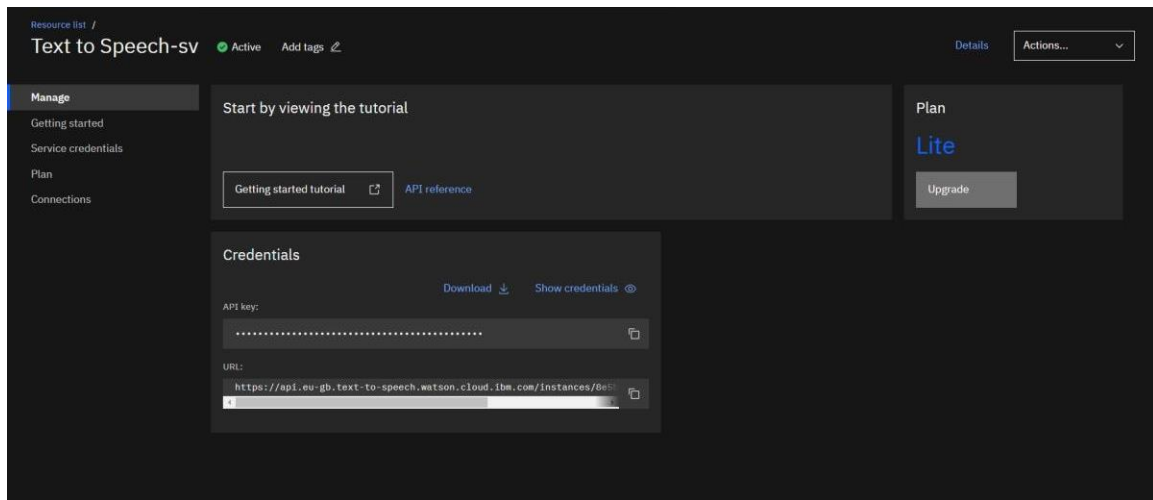 Resource list /
Text to Speech-sv Active Add tags
Details Actions...
Manage
Getting started
Service credentials
Plan
Connections
Start by viewing the tutorial
Getting started tutorial API reference
Plan
Lite
Upgrade
Credentials
Download Show credentials
API key:
••••••••••••••••••••••••••••••••••••••••••••
URL:
https://api.eu-gb.text-to-speech.watson.cloud.ibm.com/instances/8e5